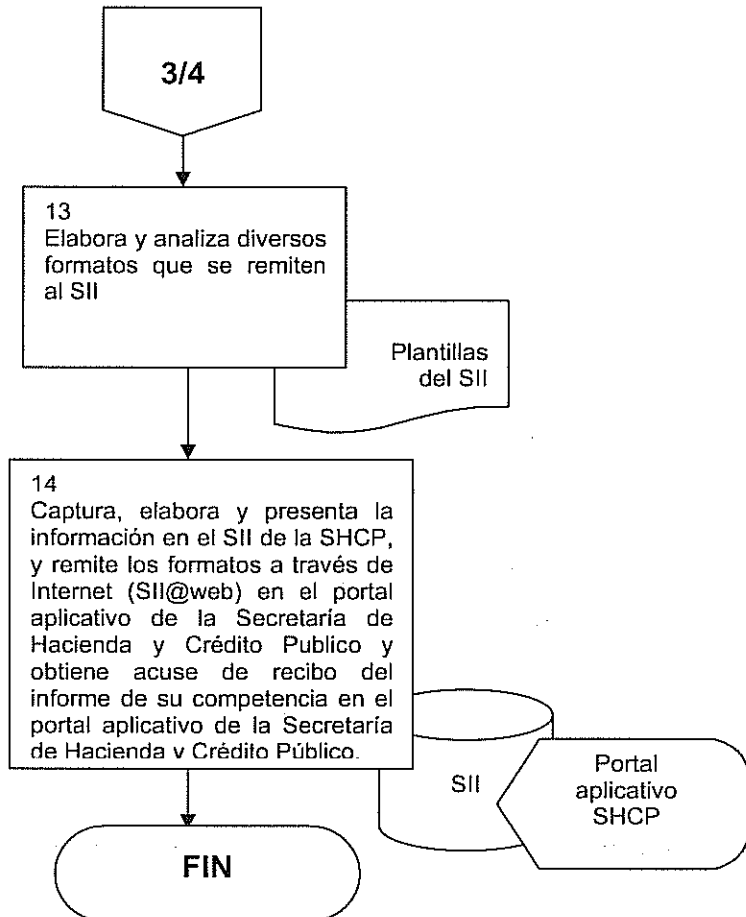 3/4
13
Elabora y analiza diversos
formatos que se remiten
al SII
Plantillas
del SII
14
Captura, elabora y presenta la
información en el SII de la SHCP,
y remite los formatos a través de
Internet (SII@web) en el portal
aplicativo de la Secretaría de
Hacienda y Crédito Publico y
obtiene acuse de recibo del
informe de su competencia en el
portal aplicativo de la Secretaría
de Hacienda y Crédito Público.
SII
Portal
aplicativo
SHCP
FIN